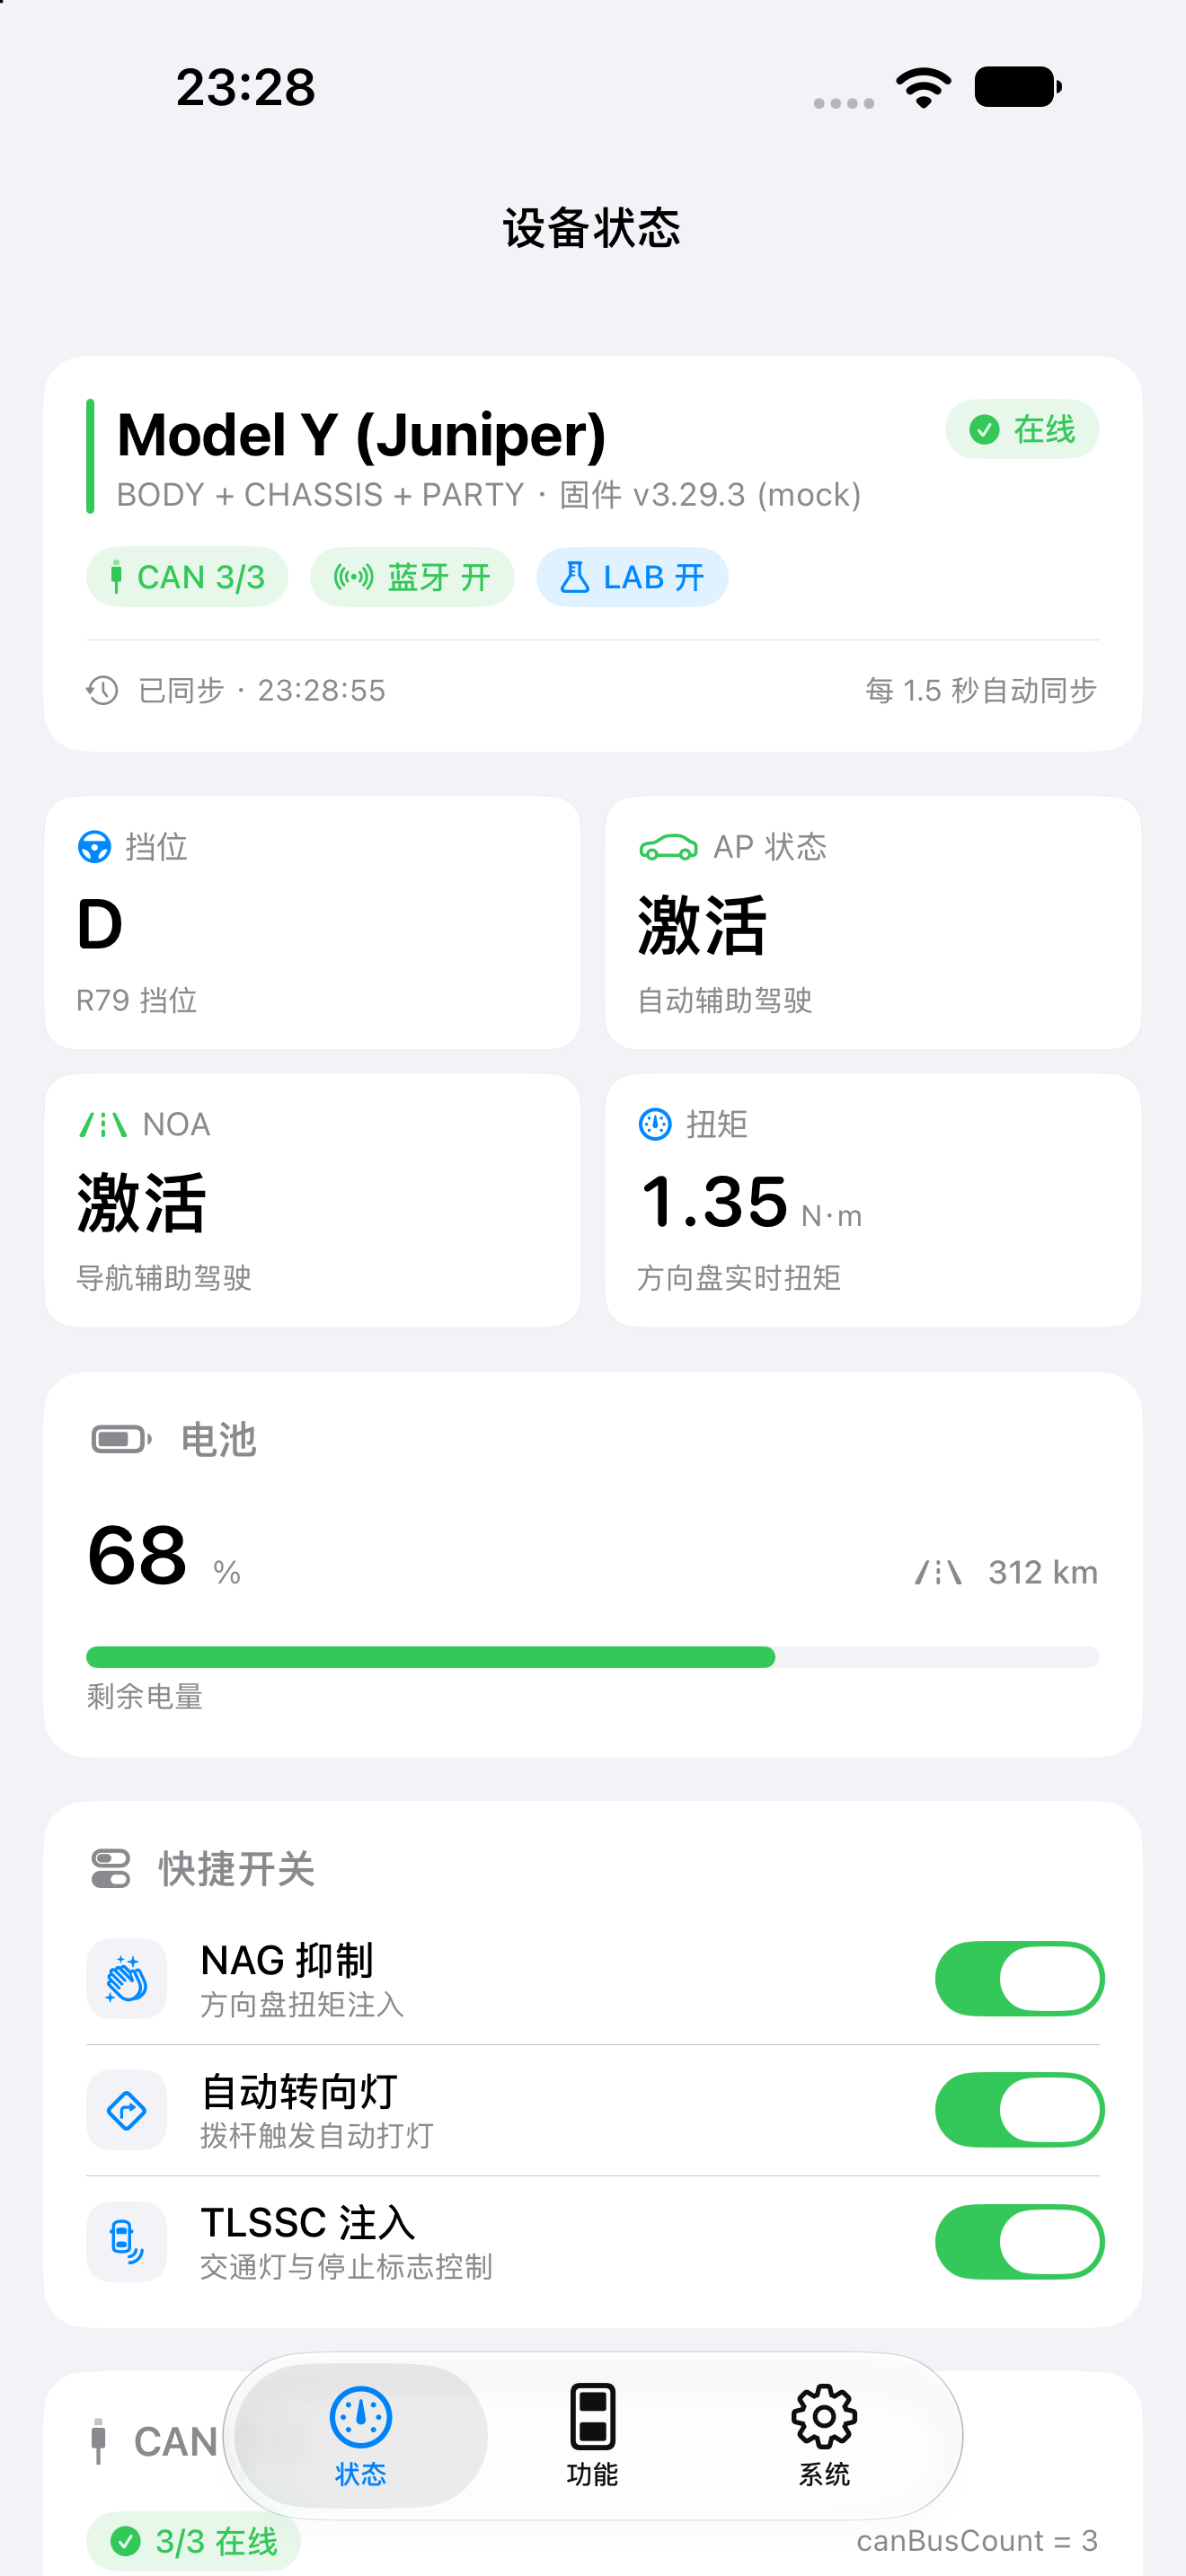 23:28
设备状态
Model Y (Juniper)
在线
BODY + CHASSIS + PARTY · 固件 v3.29.3 (mock)
CAN 3/3
蓝牙 开
LAB 开
已同步 · 23:28:55
每 1.5 秒自动同步
挡位
D
R79 挡位
AP 状态
激活
自动辅助驾驶
NOA
激活
导航辅助驾驶
扭矩
1.35 N·m
方向盘实时扭矩
电池
68 %
312 km
剩余电量
快捷开关
NAG 抑制
方向盘扭矩注入
自动转向灯
拨杆触发自动打灯
TLSSC 注入
交通灯与停止标志控制
CAN
状态
功能
系统
3/3 在线
canBusCount = 3